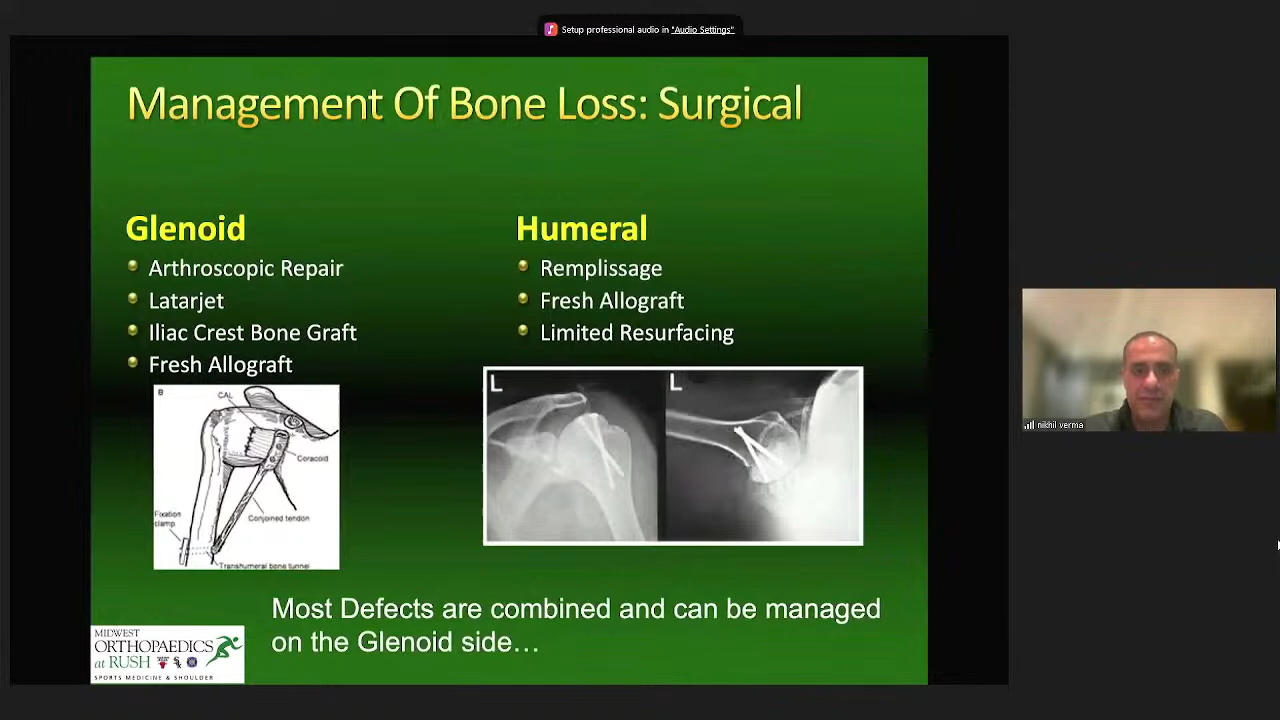 Setup professional audio in "Audio Settings"
Management Of Bone Loss: Surgical
Glenoid
Arthroscopic Repair
Latarjet
Iliac Crest Bone Graft
Fresh Allograft
Humeral
Remplissage
Fresh Allograft
Limited Resurfacing
B
CAL
Coracoid
Conjoined tendon
Fixation
clamp
Transhumeral bone tunnel
L
L
Most Defects are combined and can be managed
on the Glenoid side…
MIDWEST
ORTHOPAEDICS
at RUSH
SPORTS MEDICINE & SHOULDER
nikhil verma